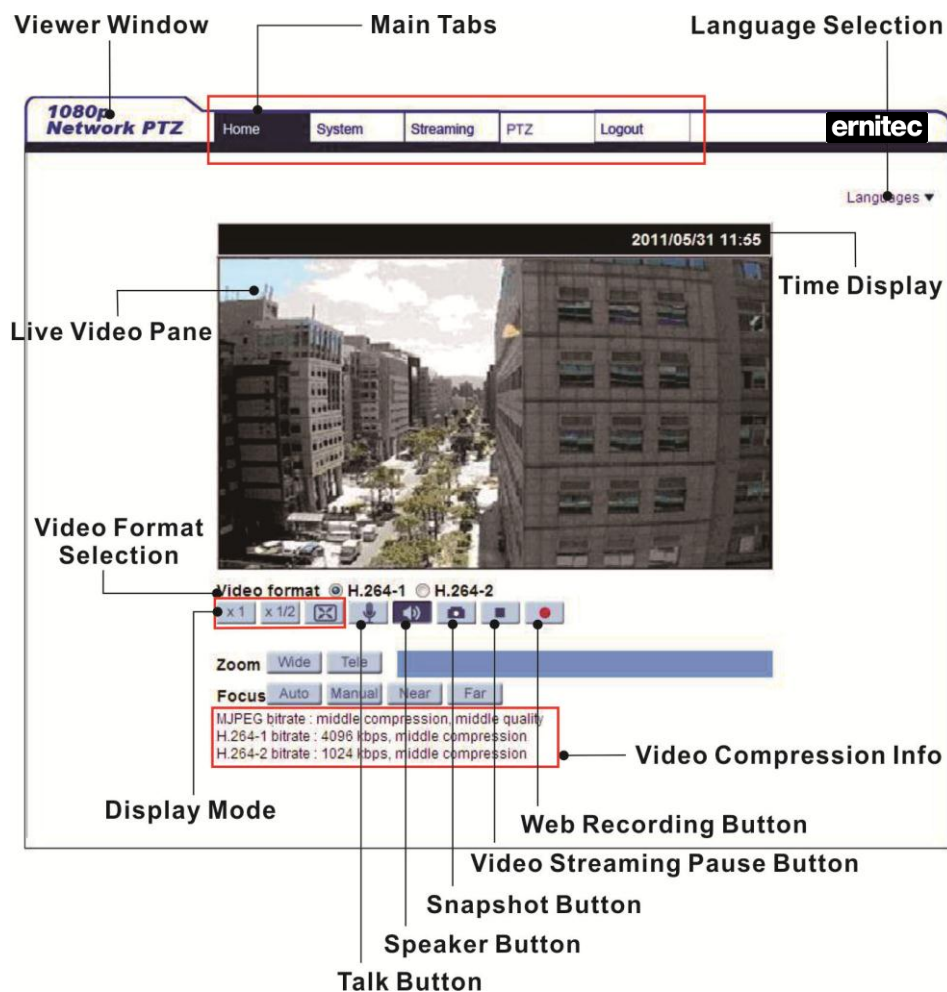 Viewer Window
Main Tabs
Language Selection
1080p
Network PTZ
Home
System
Streaming
PTZ
Logout
ernitec
Languages ▼
2011/05/31 11:55
Time Display
Live Video Pane
Video Format
Selection
Video format H.264-1 H.264-2
x 1
x 1/2
Zoom Wide Tele
Focus Auto Manual Near Far
MJPEG bitrate : middle compression, middle quality
H.264-1 bitrate : 4096 kbps, middle compression
H.264-2 bitrate : 1024 kbps, middle compression
Video Compression Info
Display Mode
Web Recording Button
Video Streaming Pause Button
Snapshot Button
Speaker Button
Talk Button